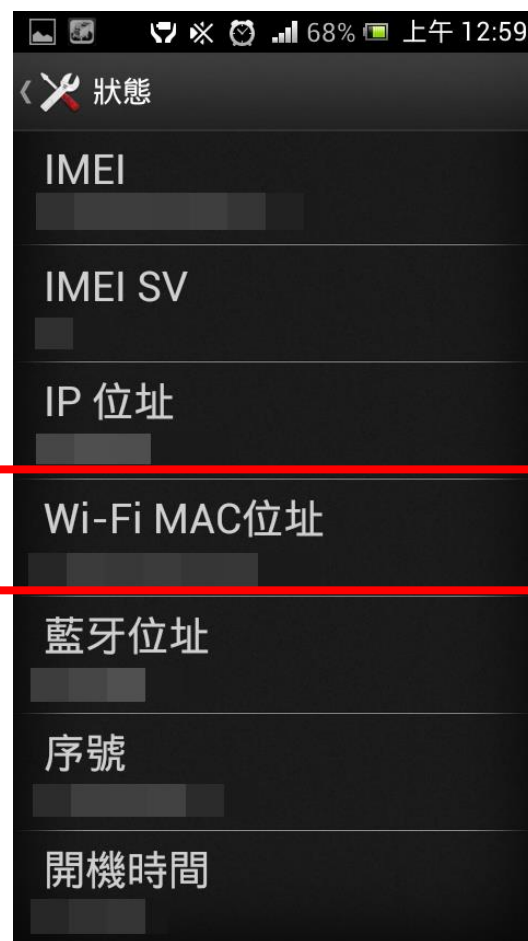 68% 上午 12:59
狀態
IMEI
IMEI SV
IP 位址
Wi-Fi MAC位址
藍牙位址
序號
開機時間